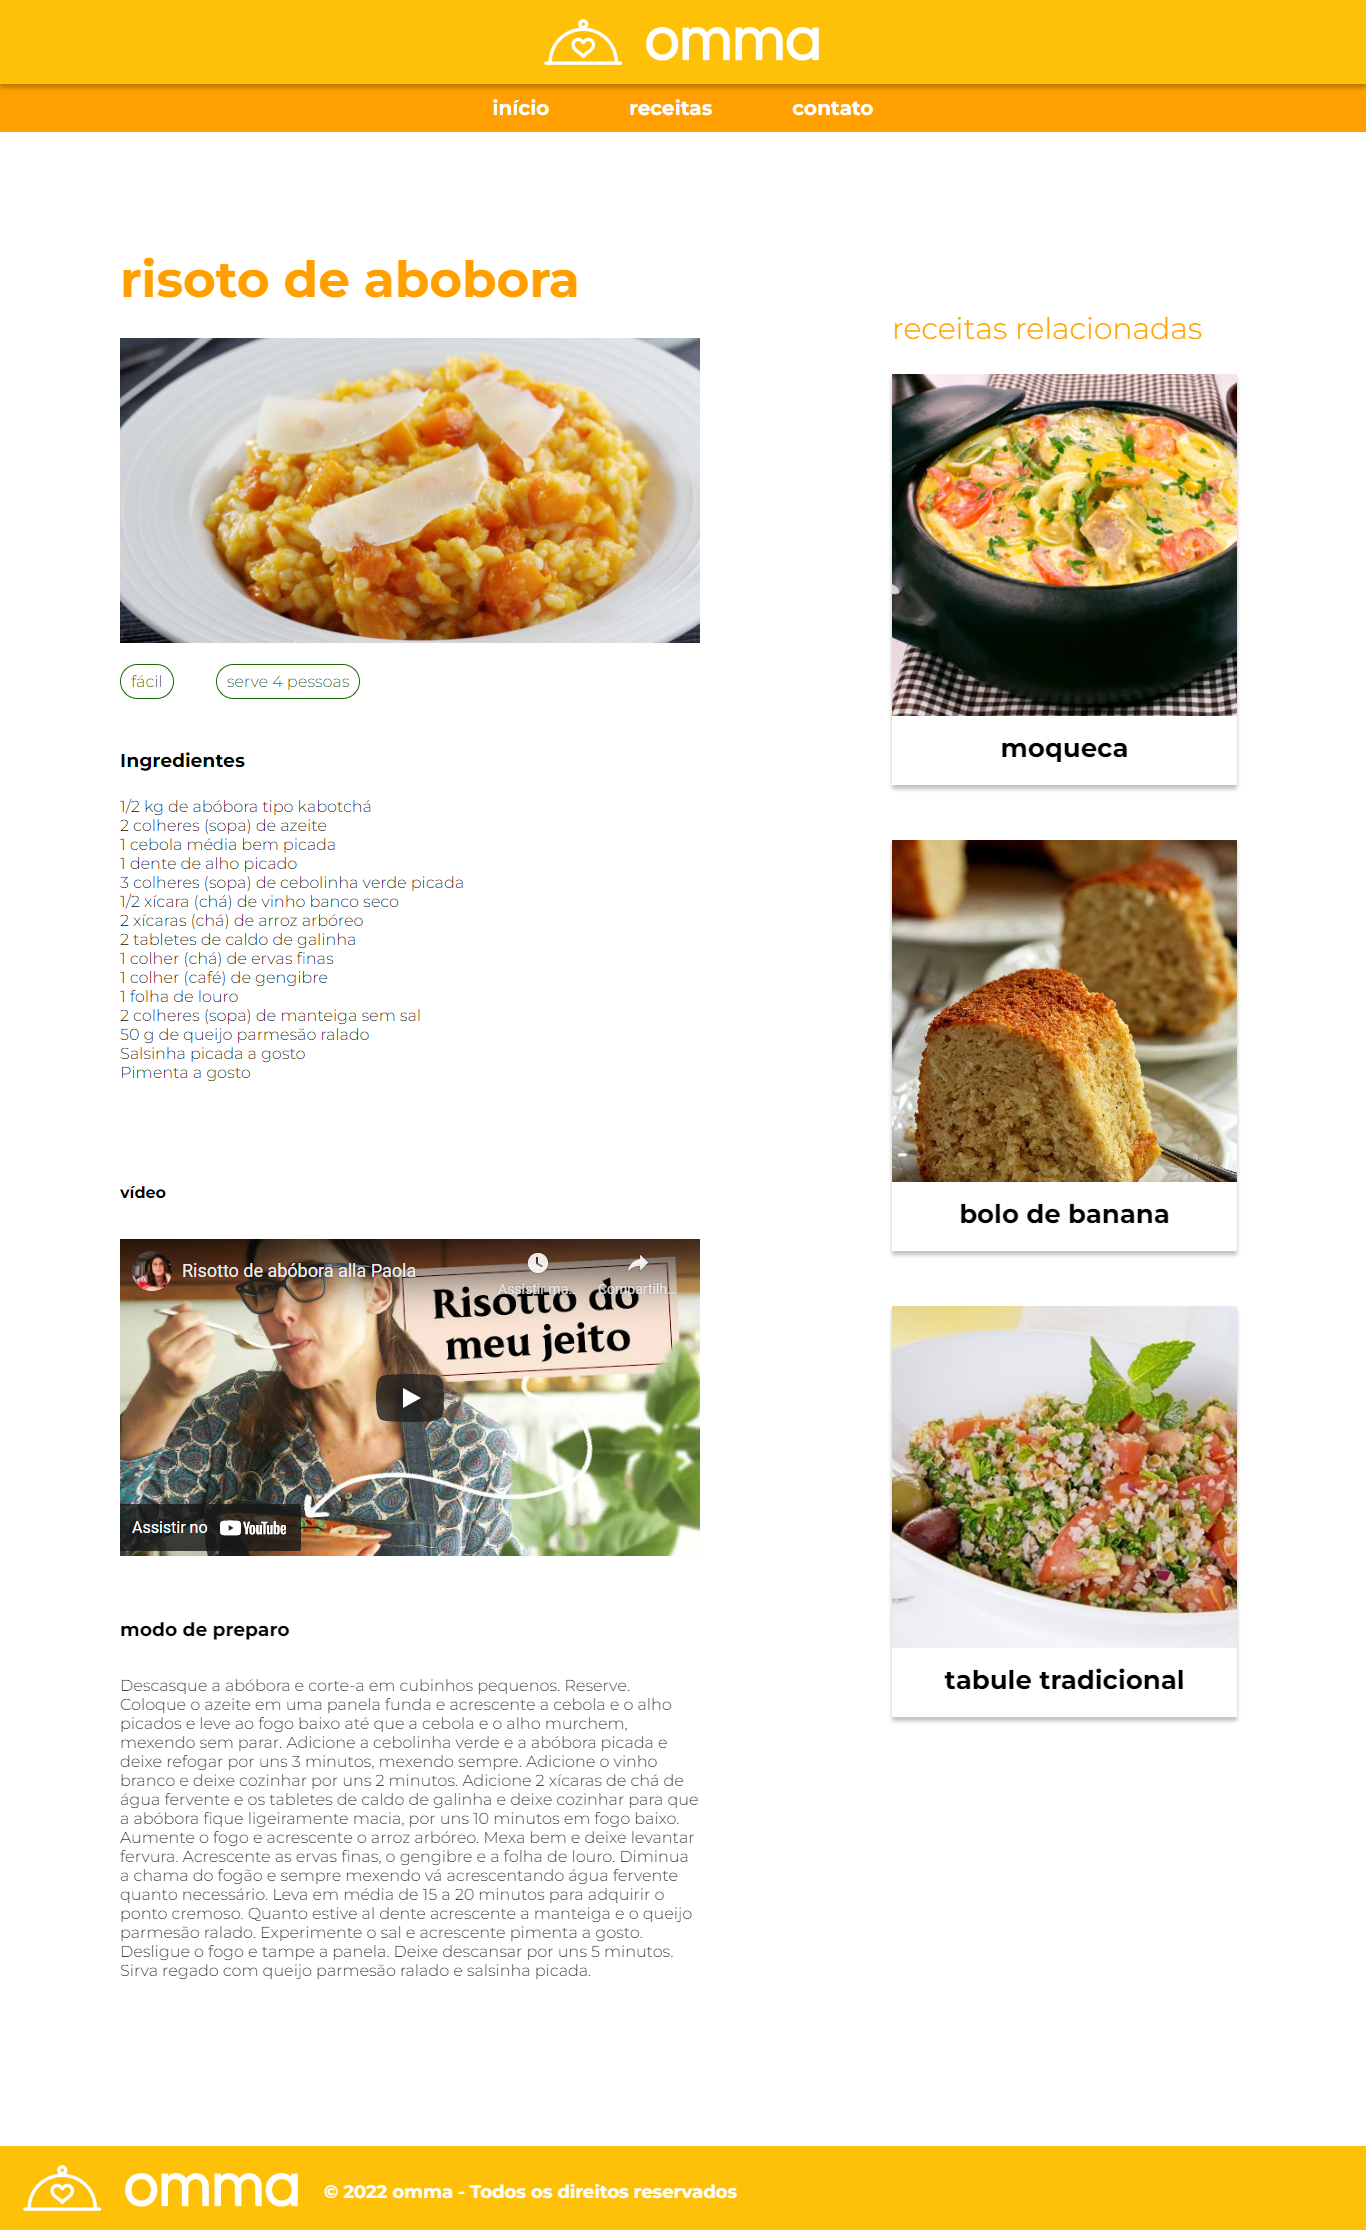 omma
início receitas contato
risoto de abobora
fácil serve 4 pessoas
Ingredientes
1/2 kg de abóbora tipo kabotchá
2 colheres (sopa) de azeite
1 cebola média bem picada
1 dente de alho picado
3 colheres (sopa) de cebolinha verde picada
1/2 xícara (chá) de vinho banco seco
2 xícaras (chá) de arroz arbóreo
2 tabletes de caldo de galinha
1 colher (chá) de ervas finas
1 colher (café) de gengibre
1 folha de louro
2 colheres (sopa) de manteiga sem sal
50 g de queijo parmesão ralado
Salsinha picada a gosto
Pimenta a gosto
vídeo
Risotto de abóbora alla Paola
Assistir ma...
Compartilh...
Risotto do
meu jeito
Assistir no YouTube
modo de preparo
Descasque a abóbora e corte-a em cubinhos pequenos. Reserve.
Coloque o azeite em uma panela funda e acrescente a cebola e o alho
picados e leve ao fogo baixo até que a cebola e o alho murchem,
mexendo sem parar. Adicione a cebolinha verde e a abóbora picada e
deixe refogar por uns 3 minutos, mexendo sempre. Adicione o vinho
branco e deixe cozinhar por uns 2 minutos. Adicione 2 xícaras de chá de
água fervente e os tabletes de caldo de galinha e deixe cozinhar para que
a abóbora fique ligeiramente macia, por uns 10 minutos em fogo baixo.
Aumente o fogo e acrescente o arroz arbóreo. Mexa bem e deixe levantar
fervura. Acrescente as ervas finas, o gengibre e a folha de louro. Diminua
a chama do fogão e sempre mexendo vá acrescentando água fervente
quanto necessário. Leva em média de 15 a 20 minutos para adquirir o
ponto cremoso. Quanto estive al dente acrescente a manteiga e o queijo
parmesão ralado. Experimente o sal e acrescente pimenta a gosto.
Desligue o fogo e tampe a panela. Deixe descansar por uns 5 minutos.
Sirva regado com queijo parmesão ralado e salsinha picada.
receitas relacionadas
moqueca
bolo de banana
tabule tradicional
omma © 2022 omma - Todos os direitos reservados